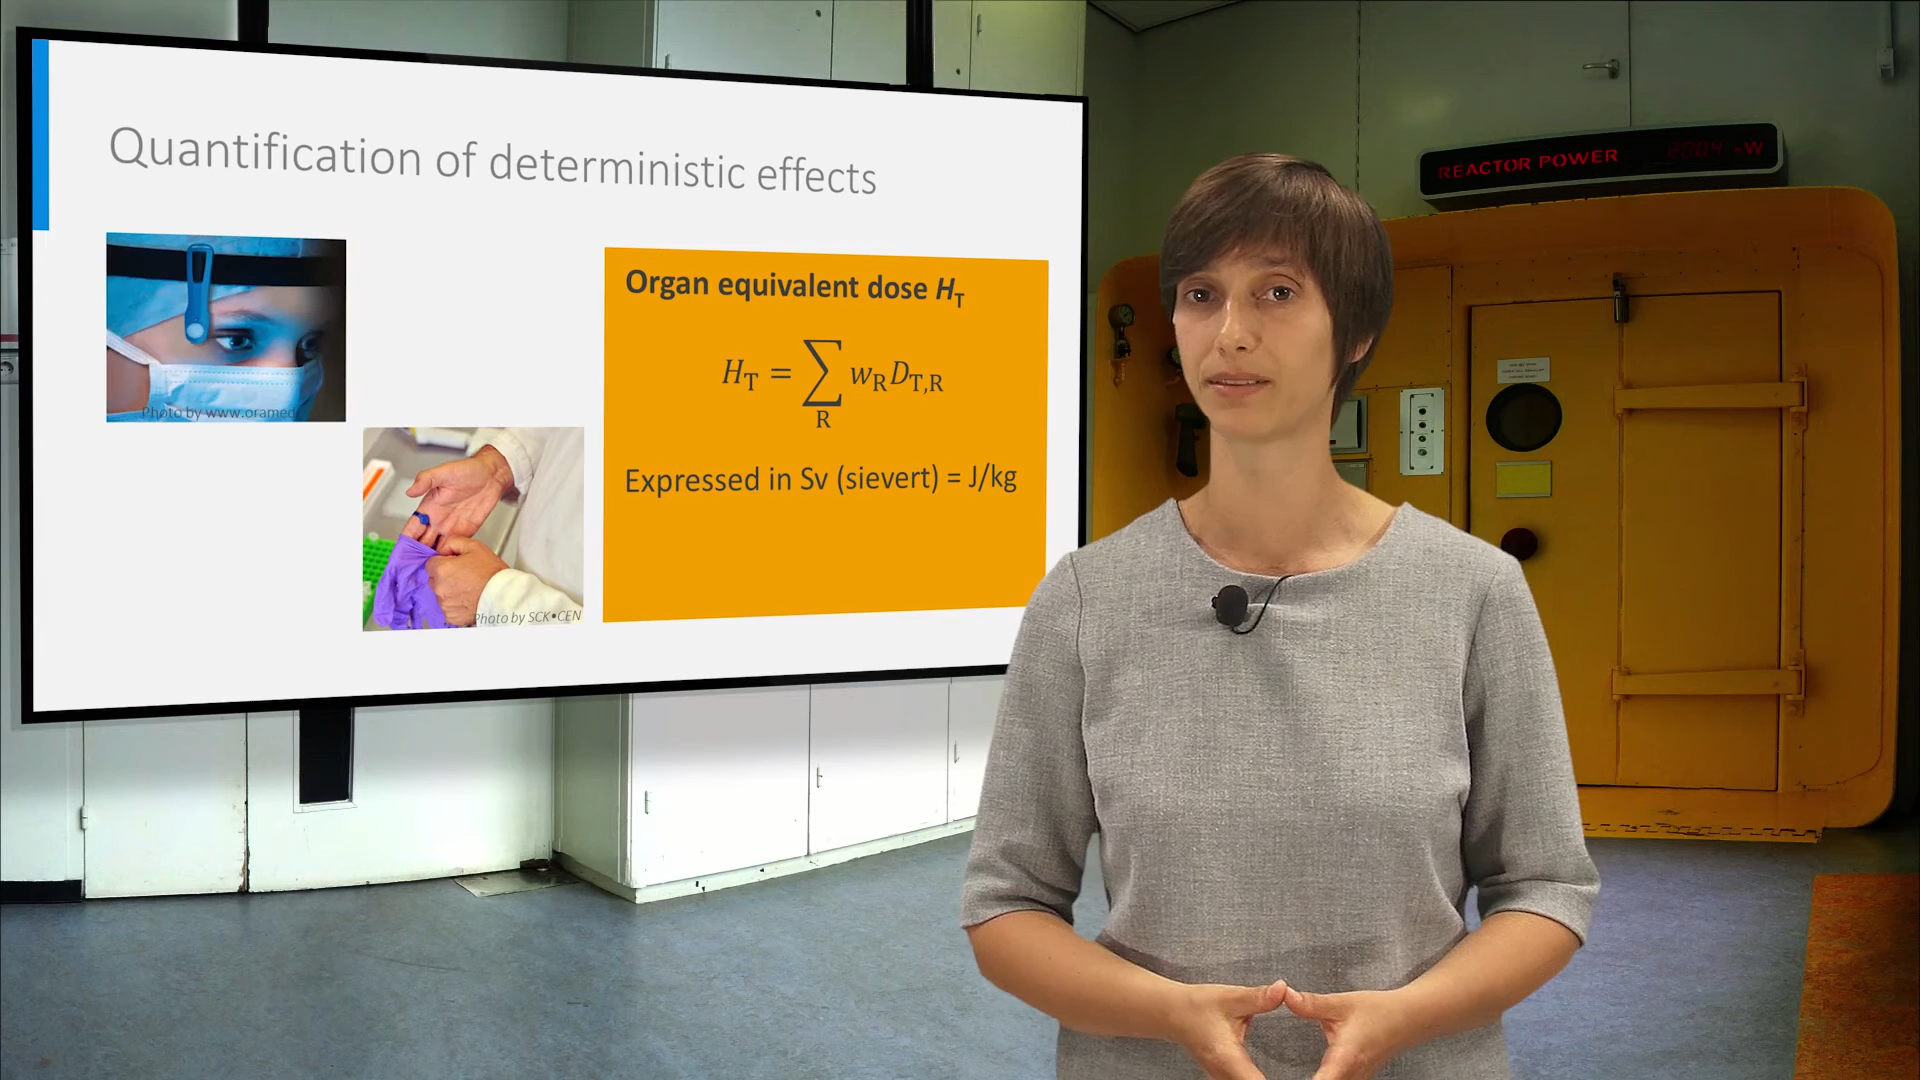 Quantification of deterministic effects
Photo by www.oramed
Photo by SCK•CEN
Organ equivalent dose H_T
H_T = ∑_R w_R D_T,R
Expressed in Sv (sievert) = J/kg
REACTOR POWER